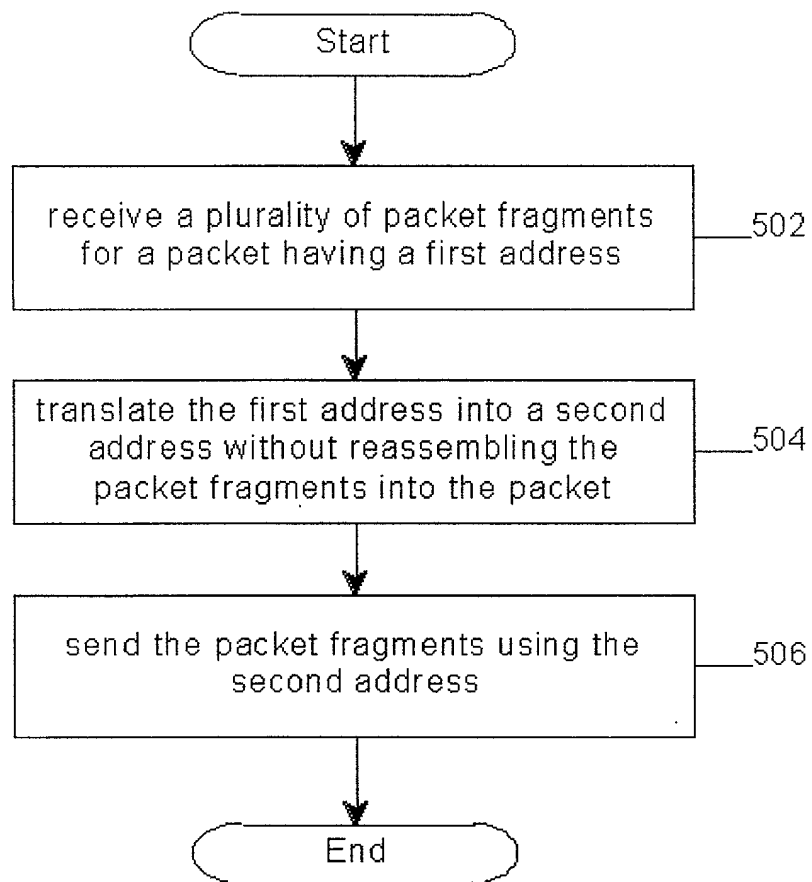 Start
receive a plurality of packet fragments
for a packet having a first address
502
translate the first address into a second
address without reassembling the
packet fragments into the packet
504
send the packet fragments using the
second address
506
End